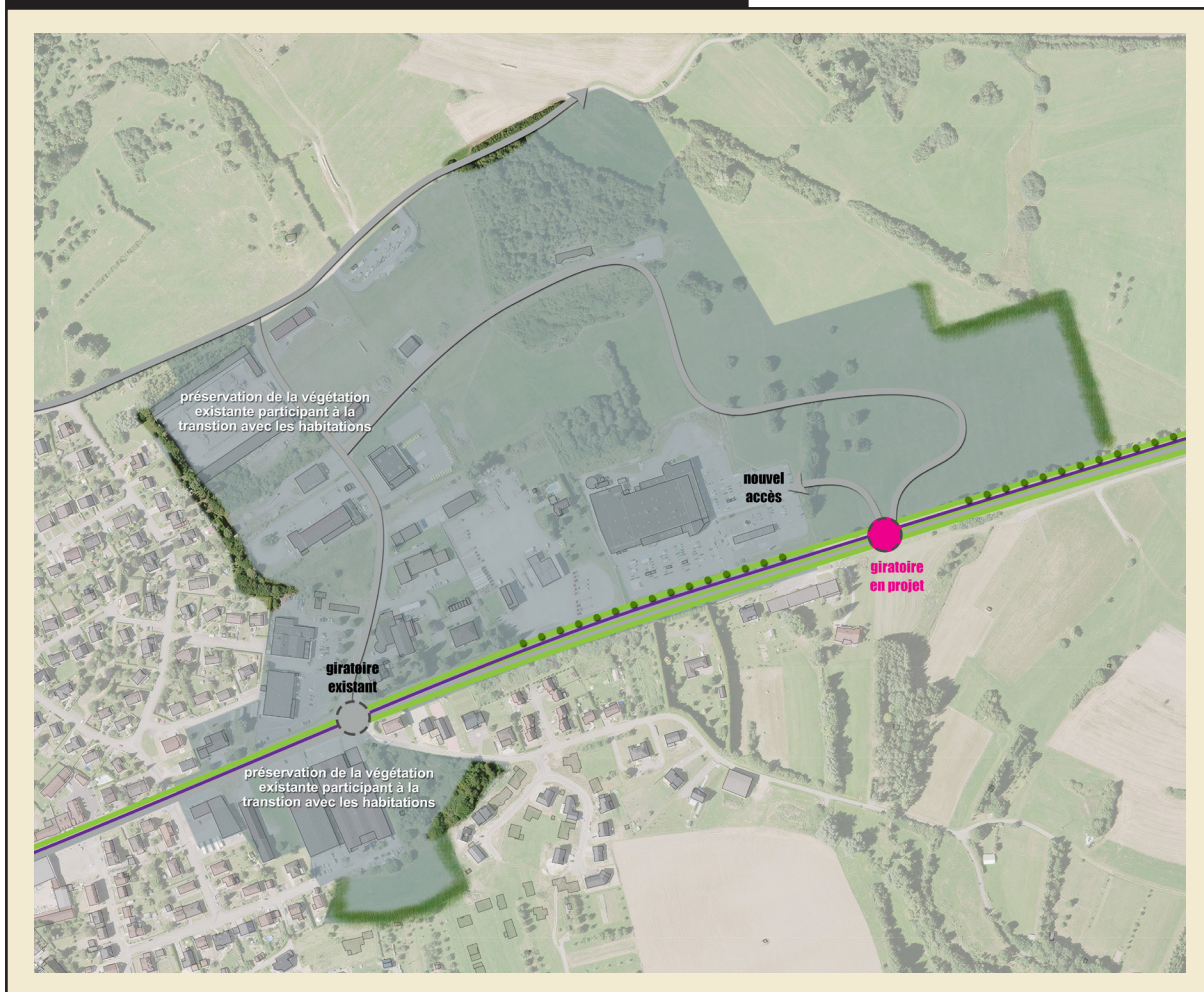 préservation de la végétation
existante participant à la
transtion avec les habitations
nouvel
accès
giratoire
en projet
giratoire
existant
préservation de la végétation
existante participant à la
transtion avec les habitations